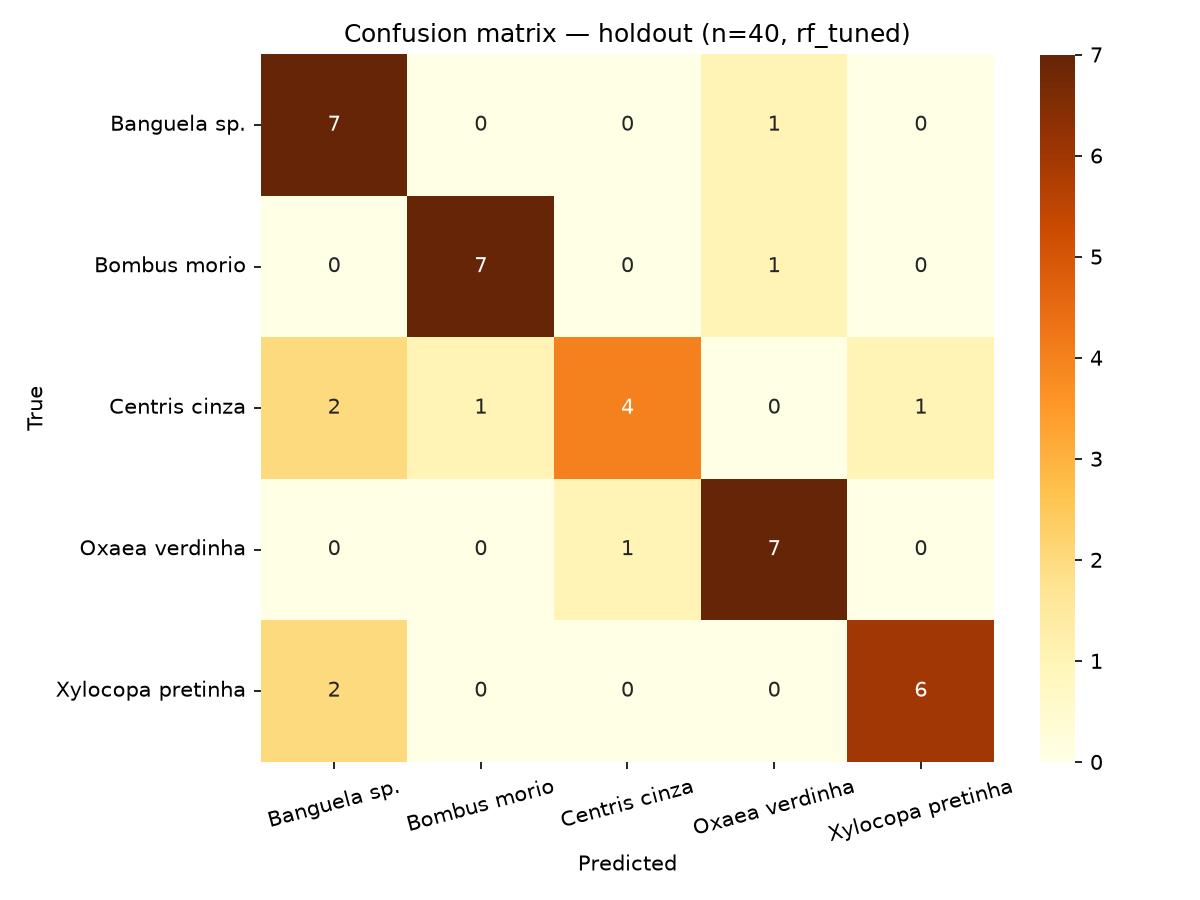 Confusion matrix — holdout (n=40, rf_tuned)
True
Banguela sp. 7 0 0 1 0
Bombus morio 0 7 0 1 0
Centris cinza 2 1 4 0 1
Oxaea verdinha 0 0 1 7 0
Xylocopa pretinha 2 0 0 0 6
Banguela sp. Bombus morio Centris cinza Oxaea verdinha Xylocopa pretinha
Predicted
7
6
5
4
3
2
1
0